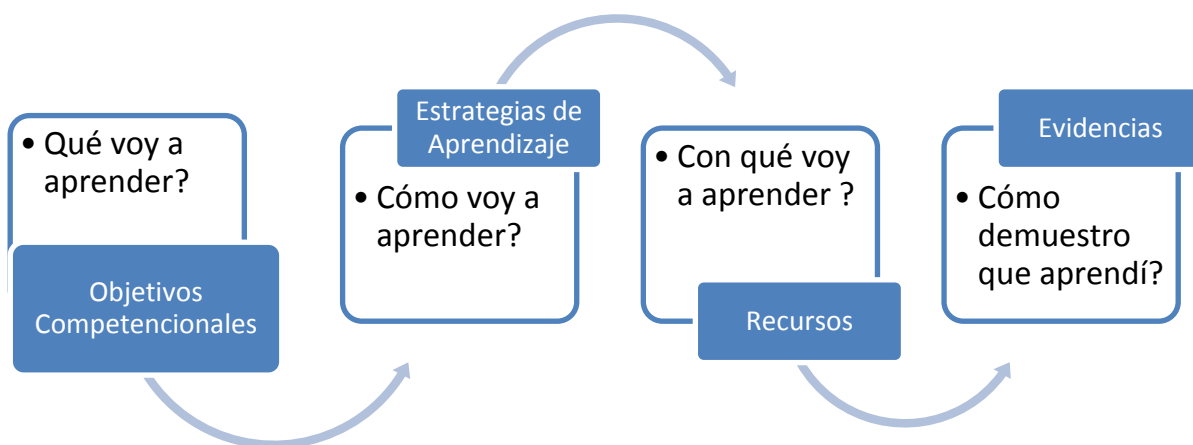 • Qué voy a
aprender?
Objetivos
Competencionales
Estrategias de
Aprendizaje
• Cómo voy a
aprender?
• Con qué voy
a aprender ?
Recursos
Evidencias
• Cómo
demuestro
que aprendí?